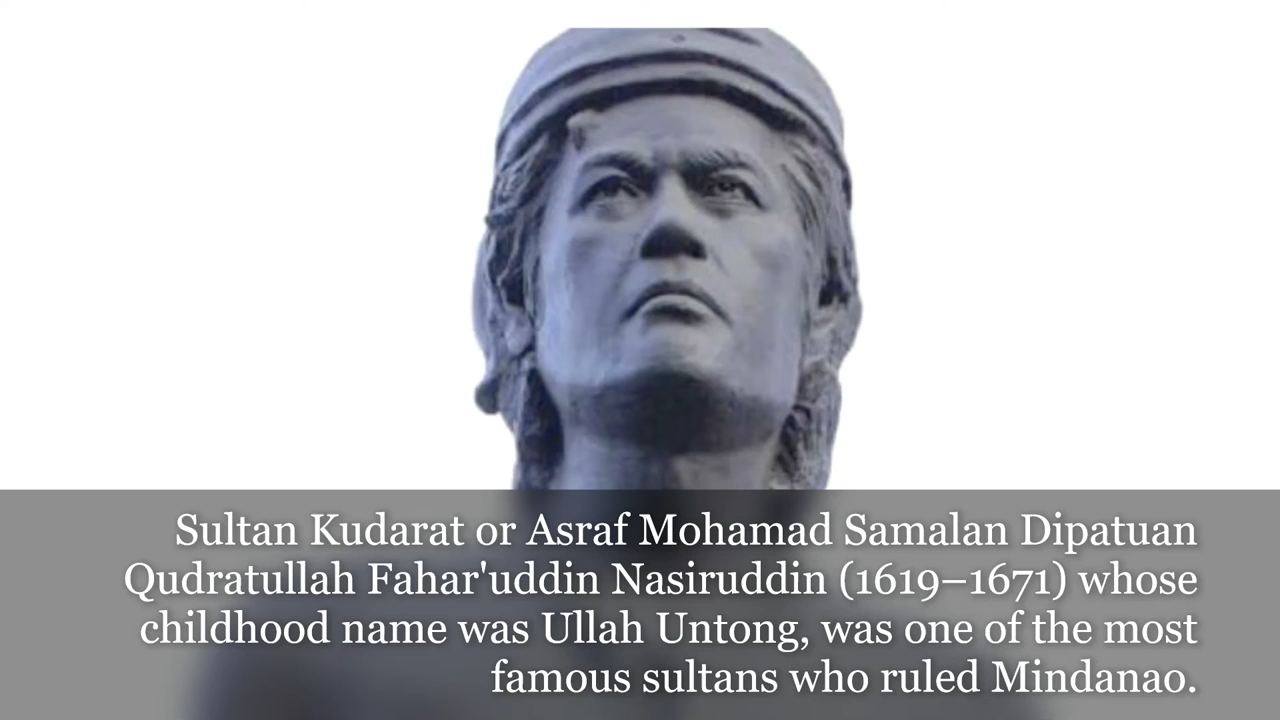 Sultan Kudarat or Asraf Mohamad Samalan Dipatuan
Qudratullah Fahar'uddin Nasiruddin (1619–1671) whose
childhood name was Ullah Untong, was one of the most
famous sultans who ruled Mindanao.